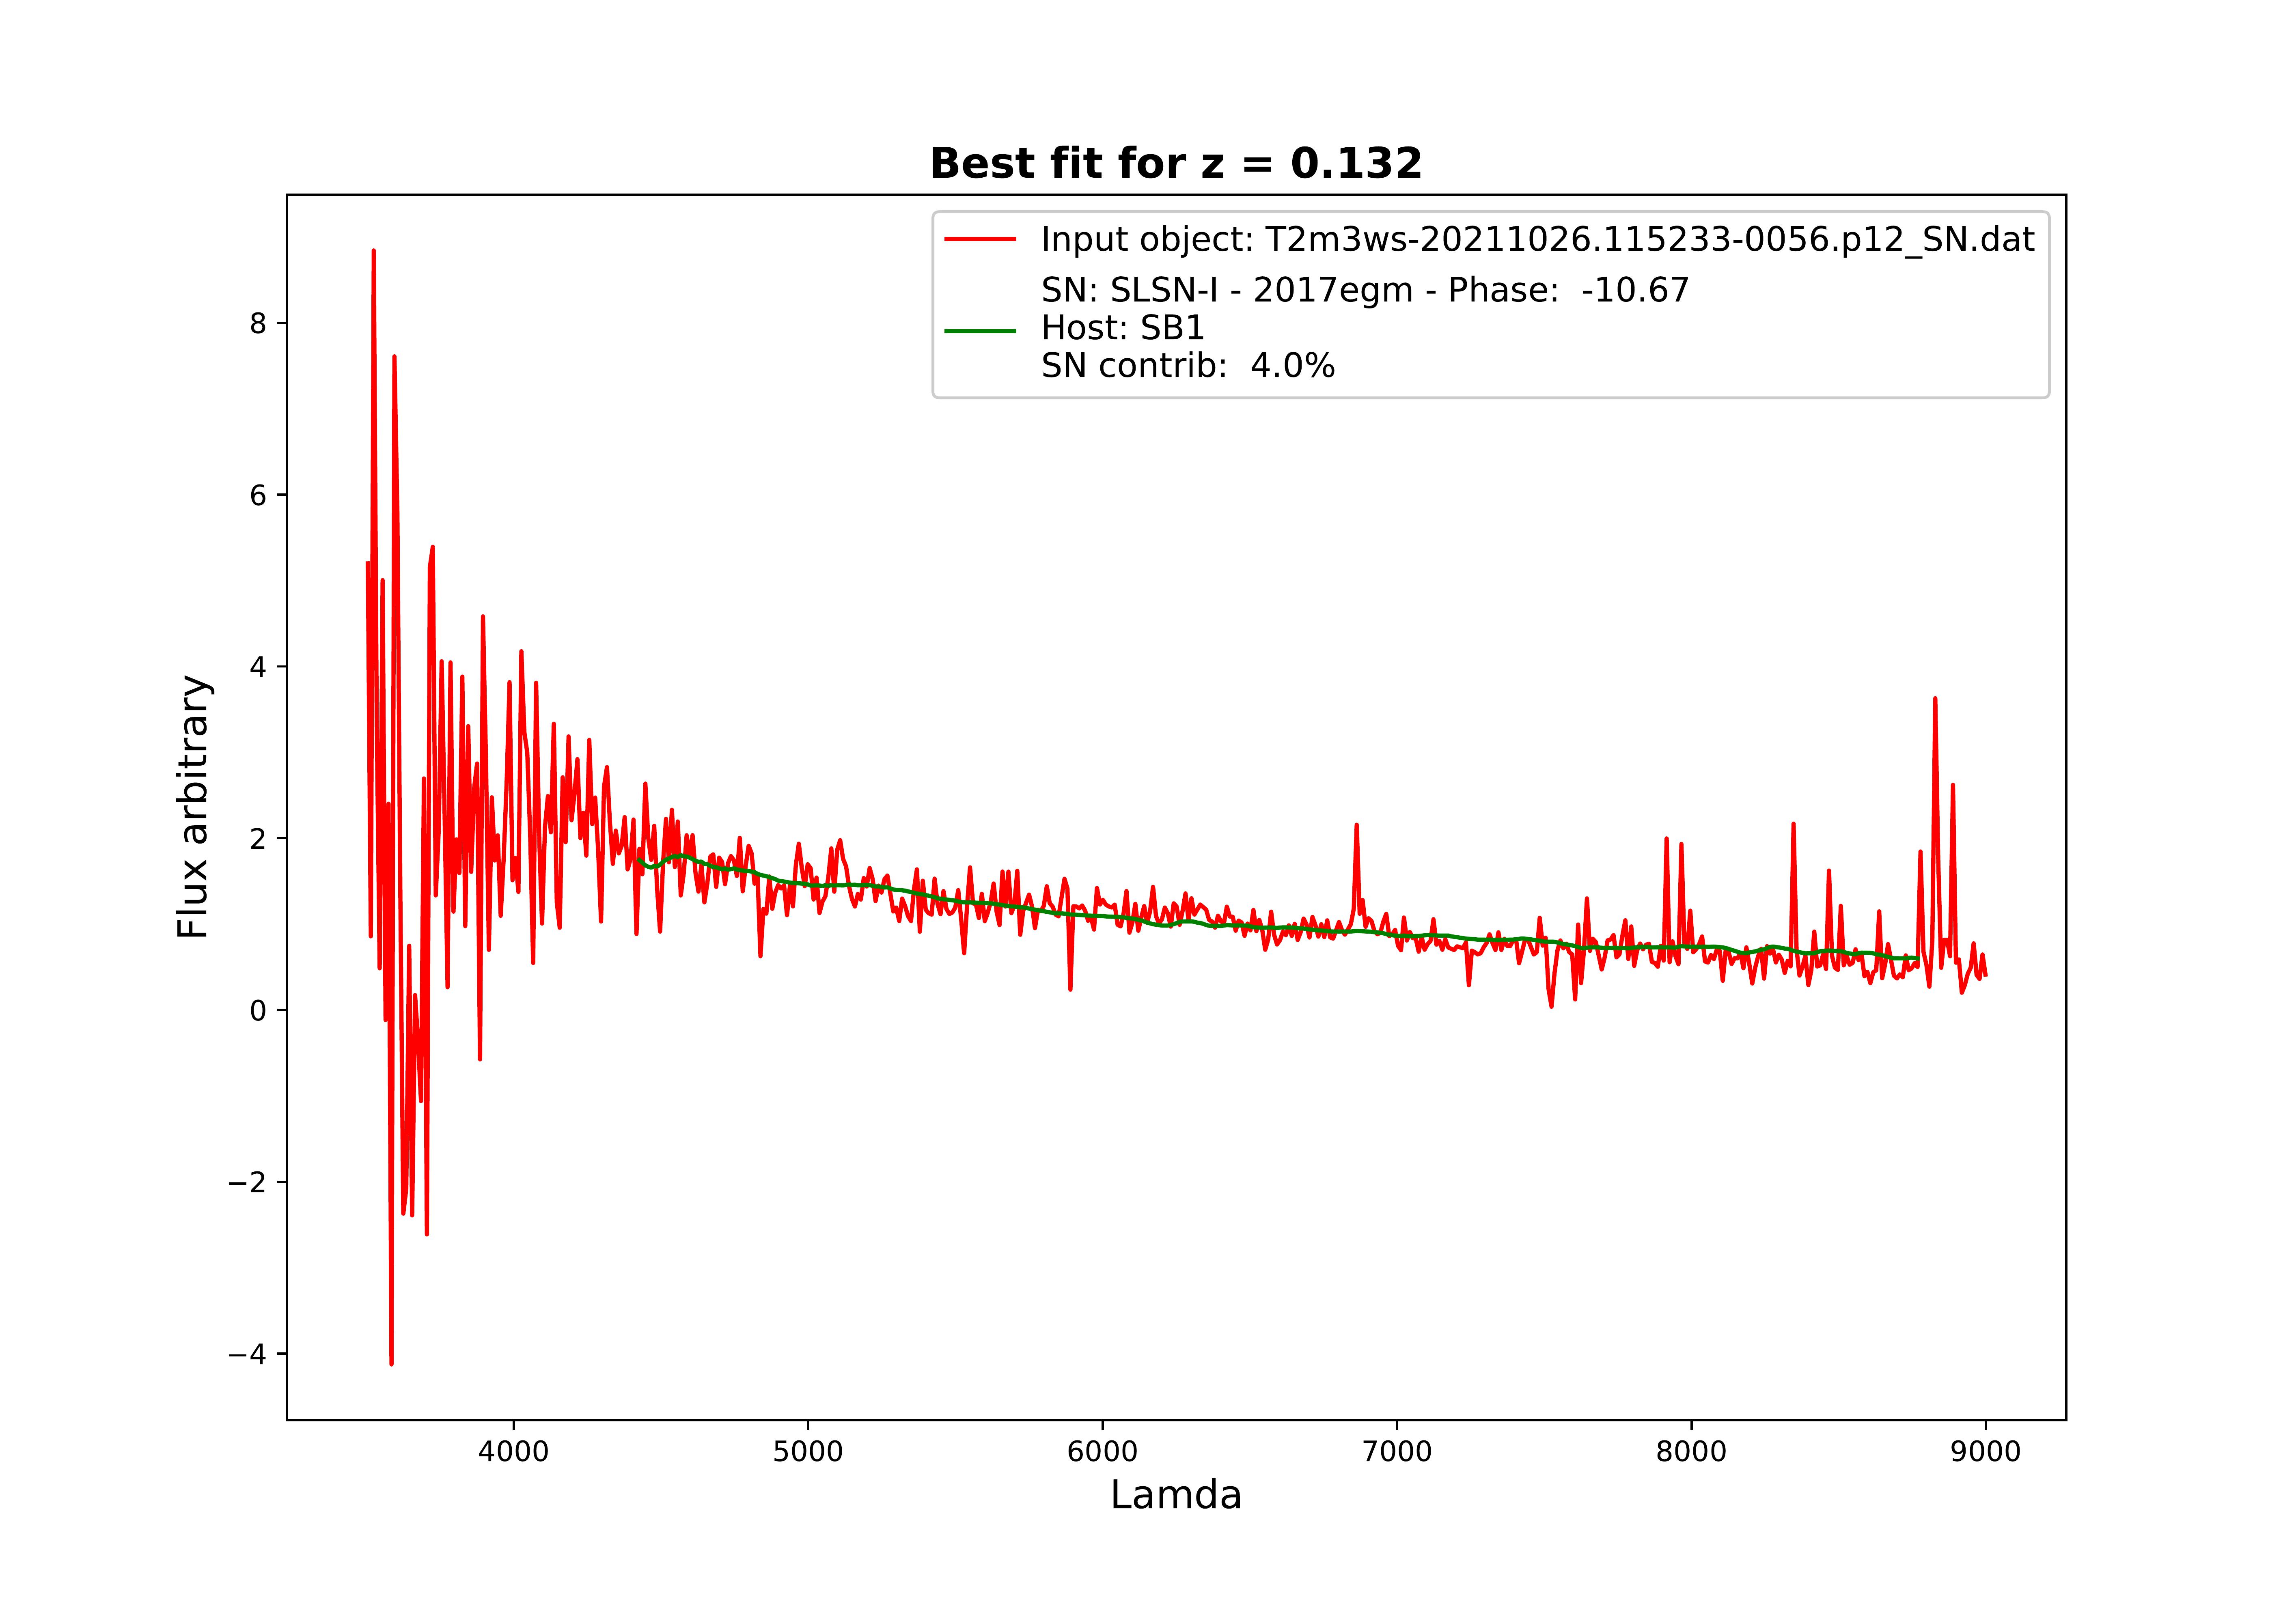 Best fit for z = 0.132
Input object: T2m3ws-20211026.115233-0056.p12_SN.dat
SN: SLSN-I - 2017egm - Phase:  -10.67
Host: SB1
SN contrib:  4.0%
Flux arbitrary
8
6
4
2
0
−2
−4
4000 5000 6000 7000 8000 9000
Lamda